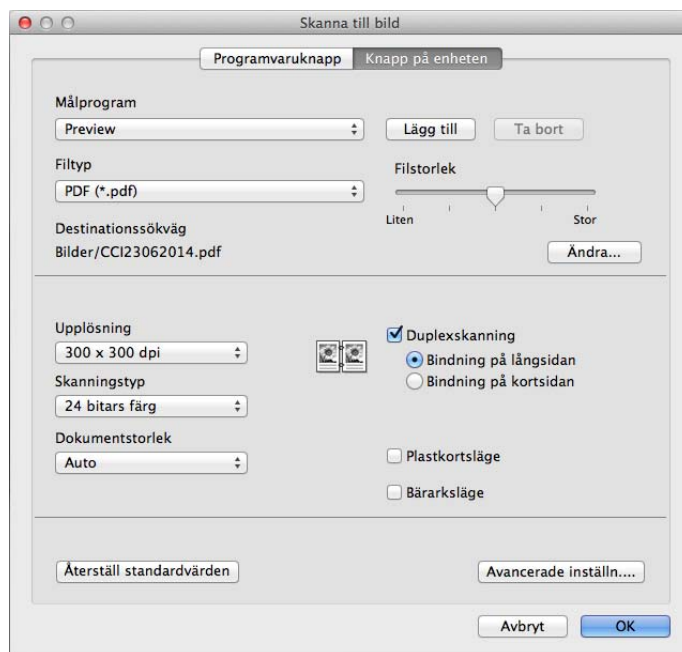 Skanna till bild
Programvaruknapp Knapp på enheten
Målprogram
Preview Lägg till Ta bort
Filtyp Filstorlek
PDF (*.pdf)
Liten Stor
Destinationssökväg
Bilder/CCI23062014.pdf Ändra...
Upplösning Duplexskanning
300 x 300 dpi Bindning på långsidan
Skanningstyp Bindning på kortsidan
24 bitars färg
Dokumentstorlek
Auto Plastkortsläge
Bärarksläge
Återställ standardvärden Avancerade inställn....
Avbryt OK